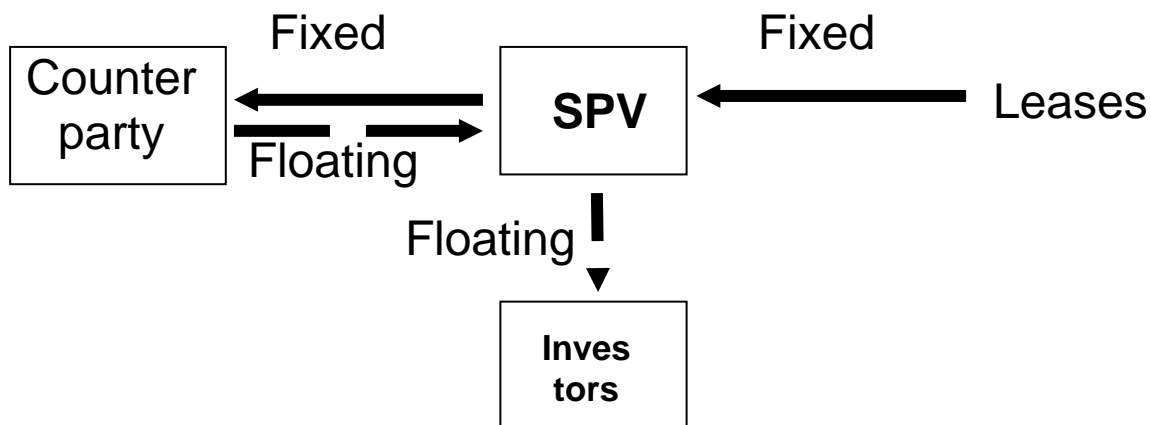 Fixed
Fixed
Counter
party
SPV
Leases
Floating
Floating
Inves
tors